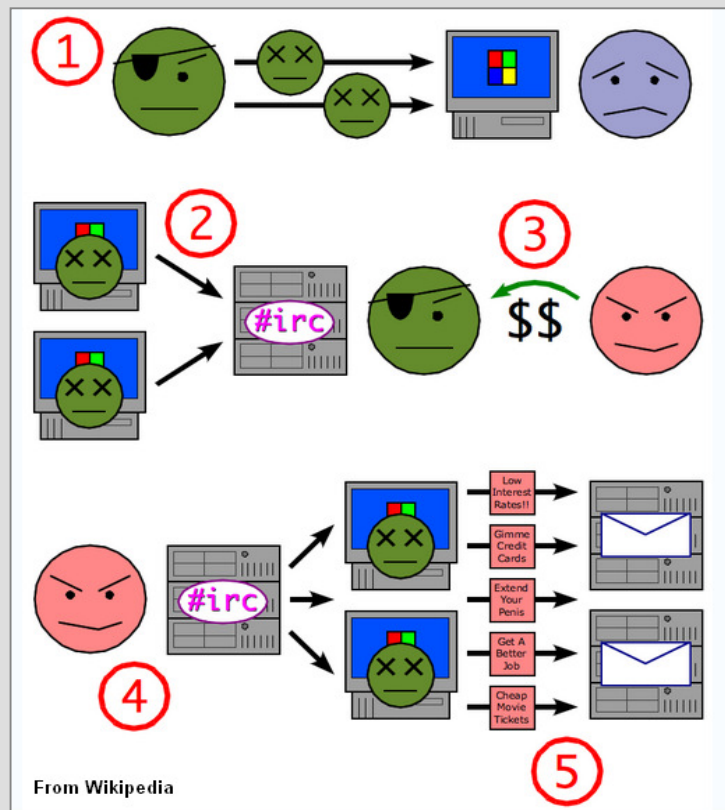 1
2
3
#irc
$$
Low
Interest
Rates!!
Gimme
Credit
Cards
#irc
Extend
Your
Penis
Get A
Better
Job
4
Cheap
Movie
Tickets
5
From Wikipedia